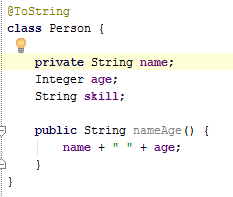 @ToString
class Person {
private String name;
Integer age;
String skill;
public String nameAge() {
name + " " + age;
}
}